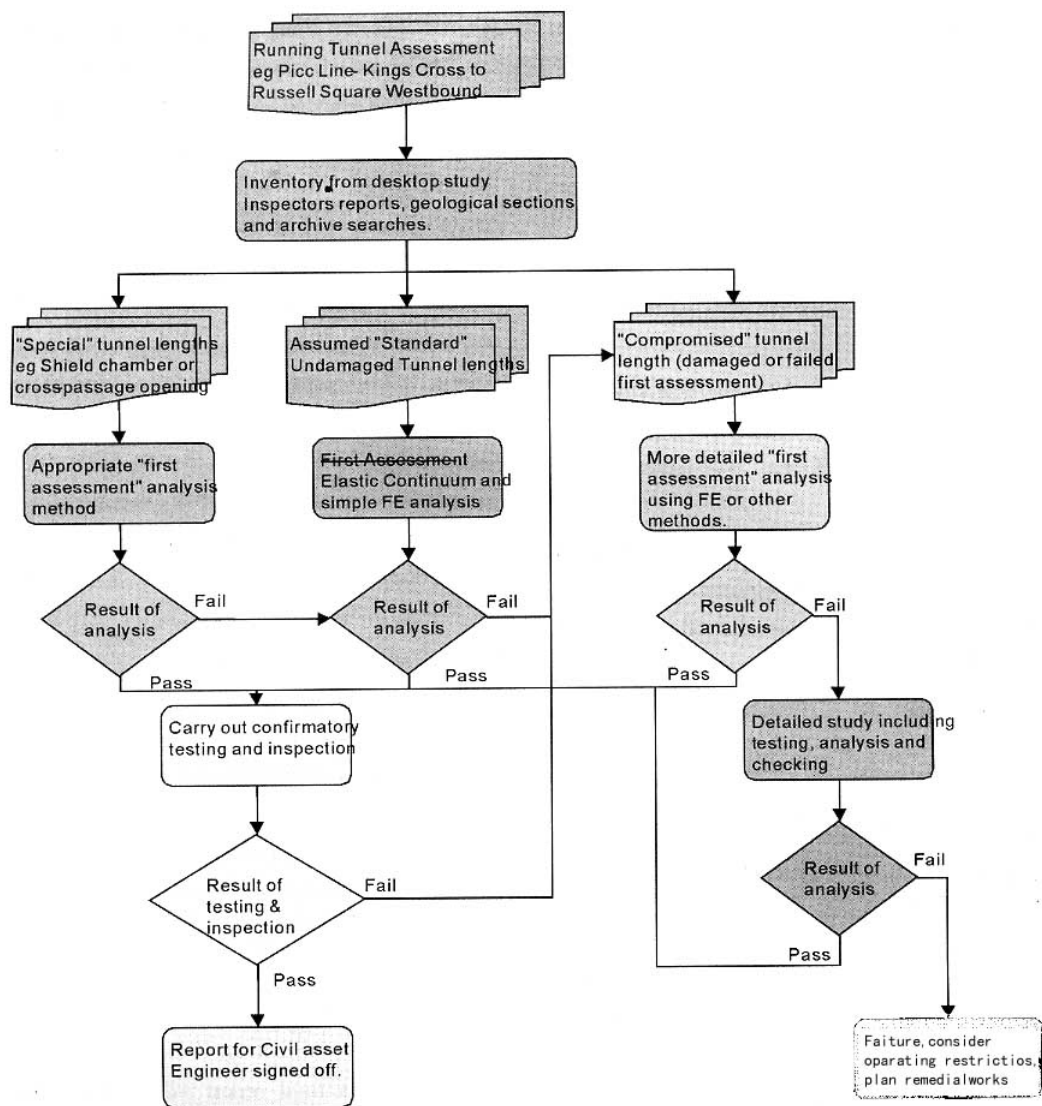 Running Tunnel Assessment
eg Picc Line- Kings Cross to
Russell Square Westbound
Inventory from desktop study
Inspectors reports, geological sections
and archive searches.
"Special" tunnel lengths
eg Shield chamber or
cross-passage opening
Assumed "Standard"
Undamaged Tunnel lengths
"Compromised" tunnel
length (damaged or failed
first assessment)
Appropriate "first
assessment" analysis
method
First Assessment
Elastic Continuum and
simple FE analysis
More detailed "first
assessment" analysis
using FE or other
methods.
Result of
analysis
Fail
Result of
analysis
Fail
Result of
analysis
Fail
Pass
Pass
Pass
Carry out confirmatory
testing and inspection
Detailed study including
testing, analysis and
checking
Result of
testing &
inspection
Fail
Result of
analysis
Fail
Pass
Pass
Report for Civil asset
Engineer signed off.
Faiture, consider
oparating restrictios,
plan remedialworks